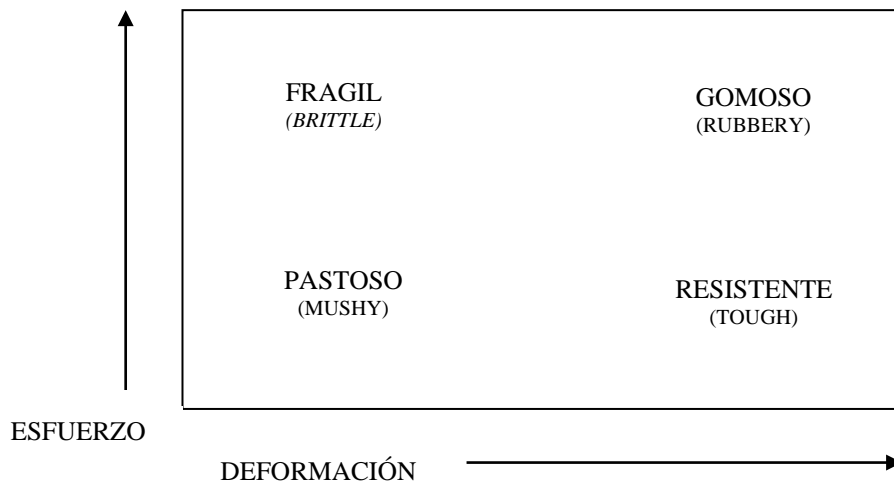 FRAGIL
(BRITTLE)
GOMOSO
(RUBBERY)
PASTOSO
(MUSHY)
RESISTENTE
(TOUGH)
ESFUERZO
DEFORMACIÓN